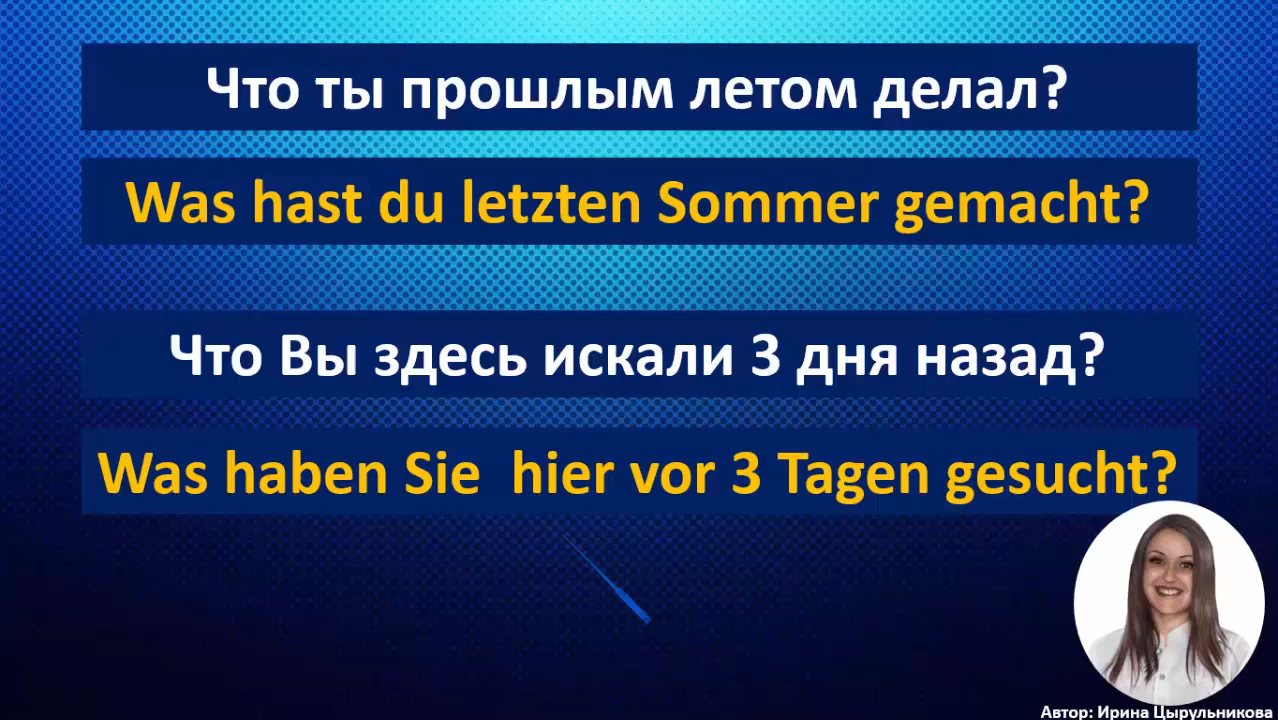 Что ты прошлым летом делал?
Was hast du letzten Sommer gemacht?
Что Вы здесь искали 3 дня назад?
Was haben Sie  hier vor 3 Tagen gesucht?
Автор: Ирина Цырульникова